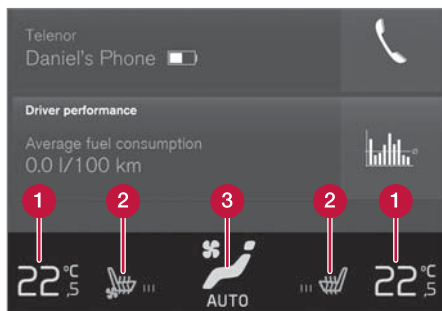 Telenor
Daniel's Phone
Driver performance
Average fuel consumption
0.0 l/100 km
1 2 3 2 1
22,5°C AUTO 22,5°C